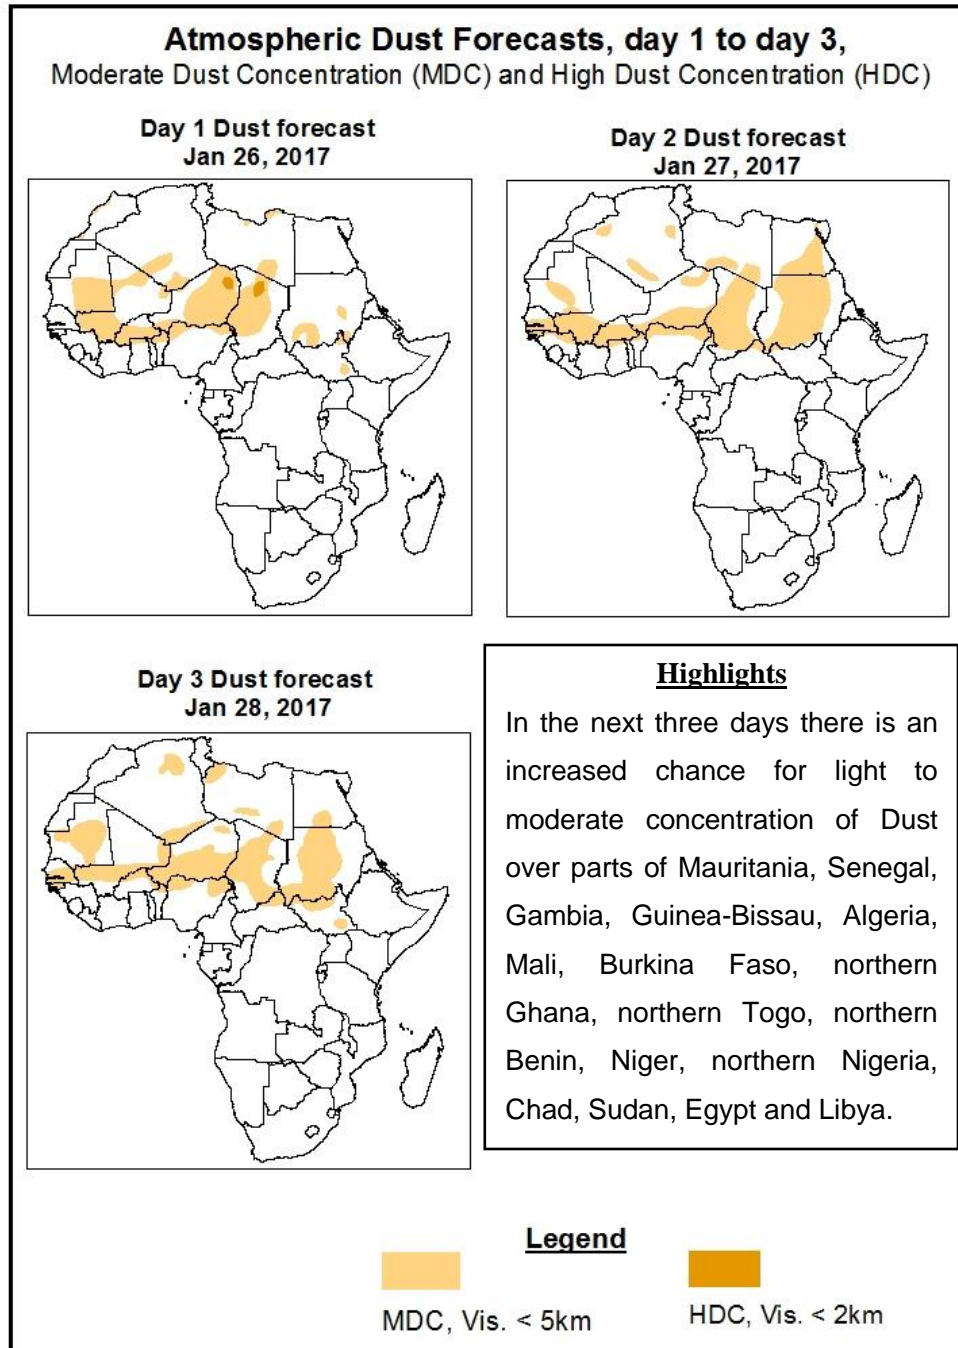 Atmospheric Dust Forecasts, day 1 to day 3,
Moderate Dust Concentration (MDC) and High Dust Concentration (HDC)
Day 1 Dust forecast
Jan 26, 2017
Day 2 Dust forecast
Jan 27, 2017
Day 3 Dust forecast
Jan 28, 2017
Highlights
In the next three days there is an
increased chance for light to
moderate concentration of Dust
over parts of Mauritania, Senegal,
Gambia, Guinea-Bissau, Algeria,
Mali, Burkina Faso, northern
Ghana, northern Togo, northern
Benin, Niger, northern Nigeria,
Chad, Sudan, Egypt and Libya.
Legend
MDC, Vis. < 5km
HDC, Vis. < 2km